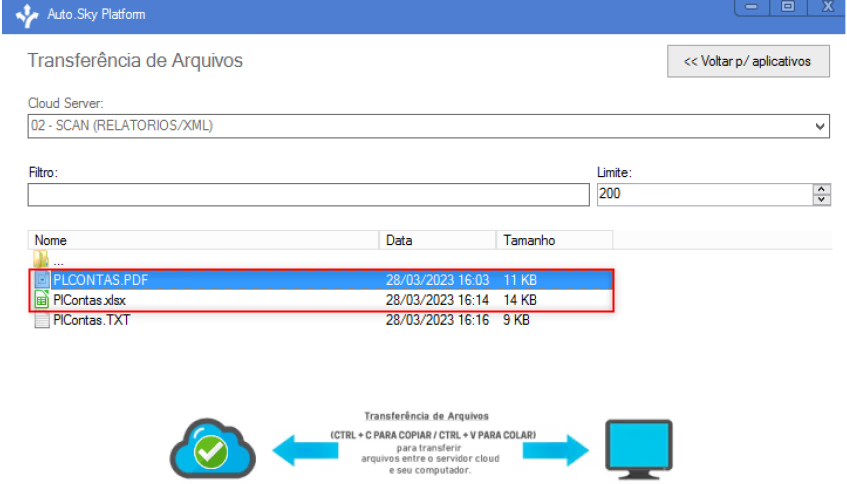 Auto.Sky Platform
Transferência de Arquivos
<< Voltar p/ aplicativos
Cloud Server:
02 - SCAN (RELATORIOS/XML)
Filtro:
Limite:
200
Nome Data Tamanho
...
PLCONTAS.PDF 28/03/2023 16:03 11 KB
PlContas.xlsx 28/03/2023 16:14 14 KB
PlContas.TXT 28/03/2023 16:16 9 KB
Transferência de Arquivos
(CTRL + C PARA COPIAR / CTRL + V PARA COLAR)
para transferir
arquivos entre o servidor cloud
e seu computador.